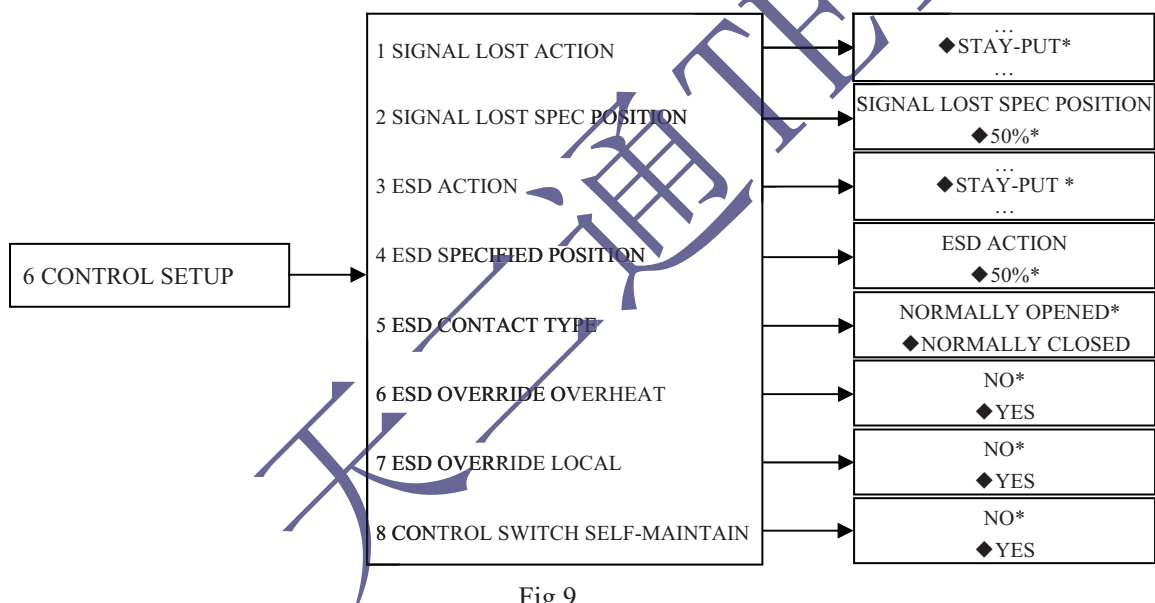 6 CONTROL SETUP
1 SIGNAL LOST ACTION
…
◆STAY-PUT*
…
2 SIGNAL LOST SPEC POSITION
SIGNAL LOST SPEC POSITION
◆50%*
3 ESD ACTION
…
◆STAY-PUT *
…
4 ESD SPECIFIED POSITION
ESD ACTION
◆50%*
5 ESD CONTACT TYPE
NORMALLY OPENED*
◆NORMALLY CLOSED
6 ESD OVERRIDE OVERHEAT
NO*
◆YES
7 ESD OVERRIDE LOCAL
NO*
◆YES
8 CONTROL SWITCH SELF-MAINTAIN
NO*
◆YES
Fig 9